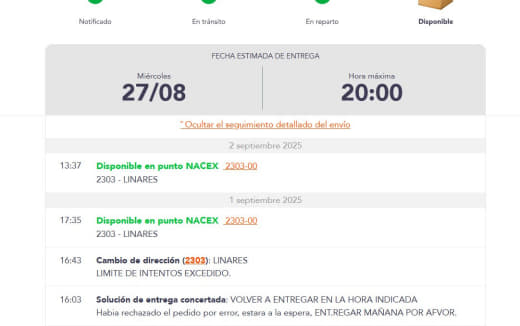 Notificado
En tránsito
En reparto
Disponible
FECHA ESTIMADA DE ENTREGA
Miércoles
27/08
Hora máxima
20:00
Ocultar el seguimiento detallado del envío
2 septiembre 2025
13:37 Disponible en punto NACEX 2303-00
2303 - LINARES
1 septiembre 2025
17:35 Disponible en punto NACEX 2303-00
2303 - LINARES
16:43 Cambio de dirección (2303): LINARES
LIMITE DE INTENTOS EXCEDIDO.
16:03 Solución de entrega concertada: VOLVER A ENTREGAR EN LA HORA INDICADA
Habia rechazado el pedido por error, estara a la espera, ENT.REGAR MAÑANA POR AFVOR.